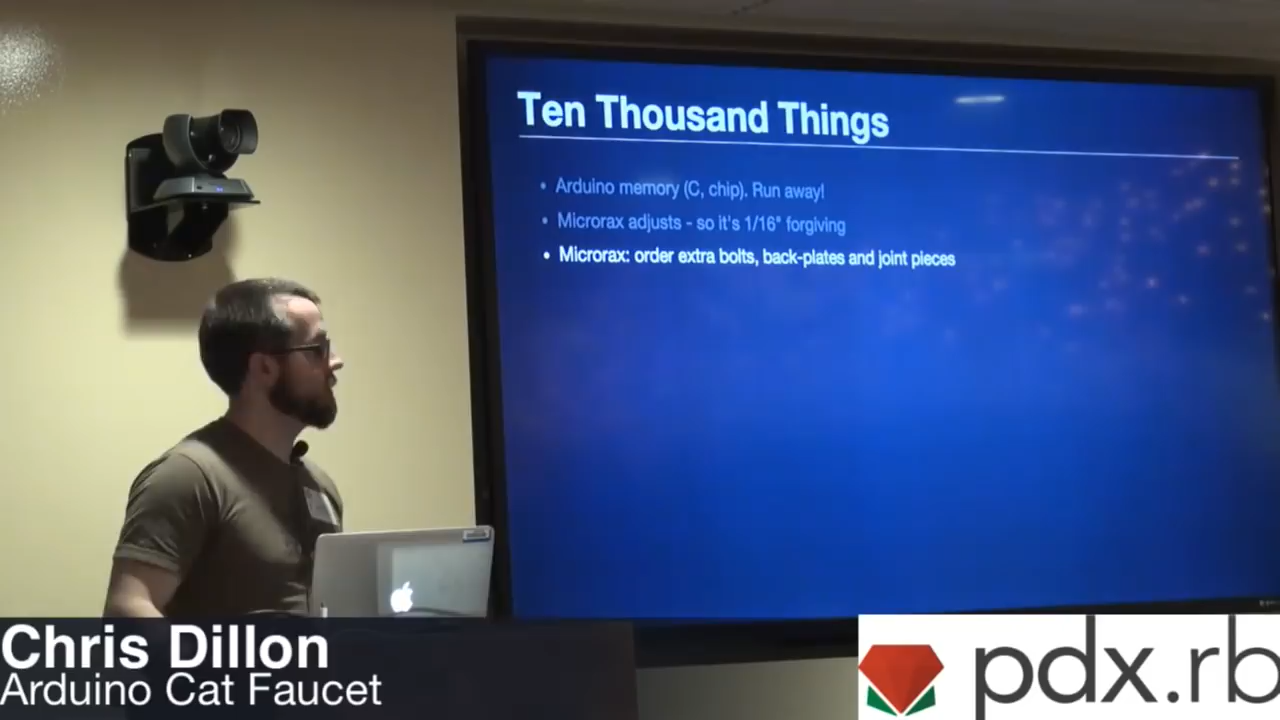 Ten Thousand Things
• Arduino memory (C, chip). Run away!
• Microrax adjusts - so it's 1/16" forgiving
• Microrax: order extra bolts, back-plates and joint pieces
Chris Dillon
Arduino Cat Faucet
pdx.rb